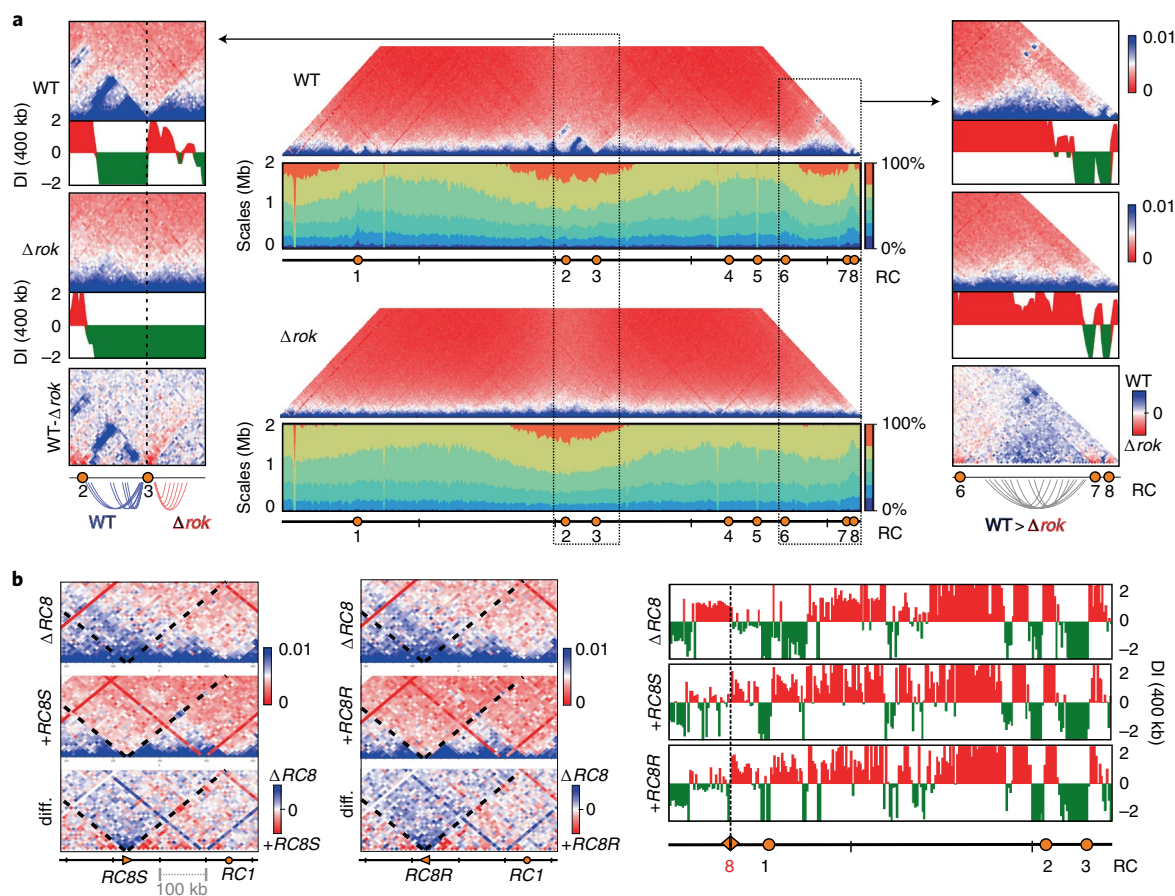 a
WT
DI (400 kb)
2
0
−2
Δrok
DI (400 kb)
2
0
−2
WT-Δrok
2
3
WT
Δrok
WT
Scales (Mb)
2
1
0
100%
0%
1
2
3
4
5
6
7 8
RC
Δrok
Scales (Mb)
2
1
0
100%
0%
1
2
3
4
5
6
7 8
RC
0.01
0
0.01
0
WT
0
Δrok
6
7
8
RC
WT > Δrok
b
ΔRC8
+RC8S
diff.
0.01
0
ΔRC8
0
+RC8S
RC8S
RC1
100 kb
ΔRC8
+RC8R
diff.
0.01
0
ΔRC8
0
+RC8R
RC8R
RC1
ΔRC8
+RC8S
+RC8R
2
0
−2
2
0
−2
2
0
−2
DI (400 kb)
8
1
2
3
RC